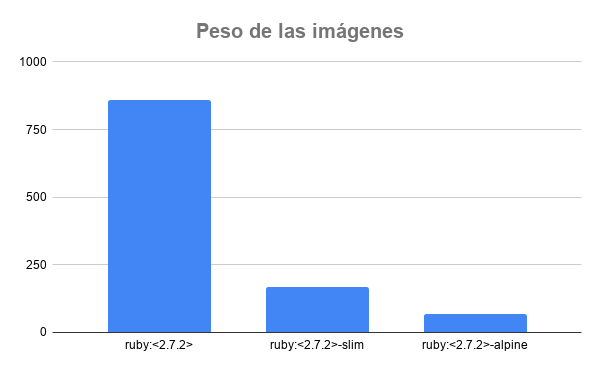 Peso de las imágenes
1000
750
500
250
0
ruby:<2.7.2>
ruby:<2.7.2>-slim
ruby:<2.7.2>-alpine